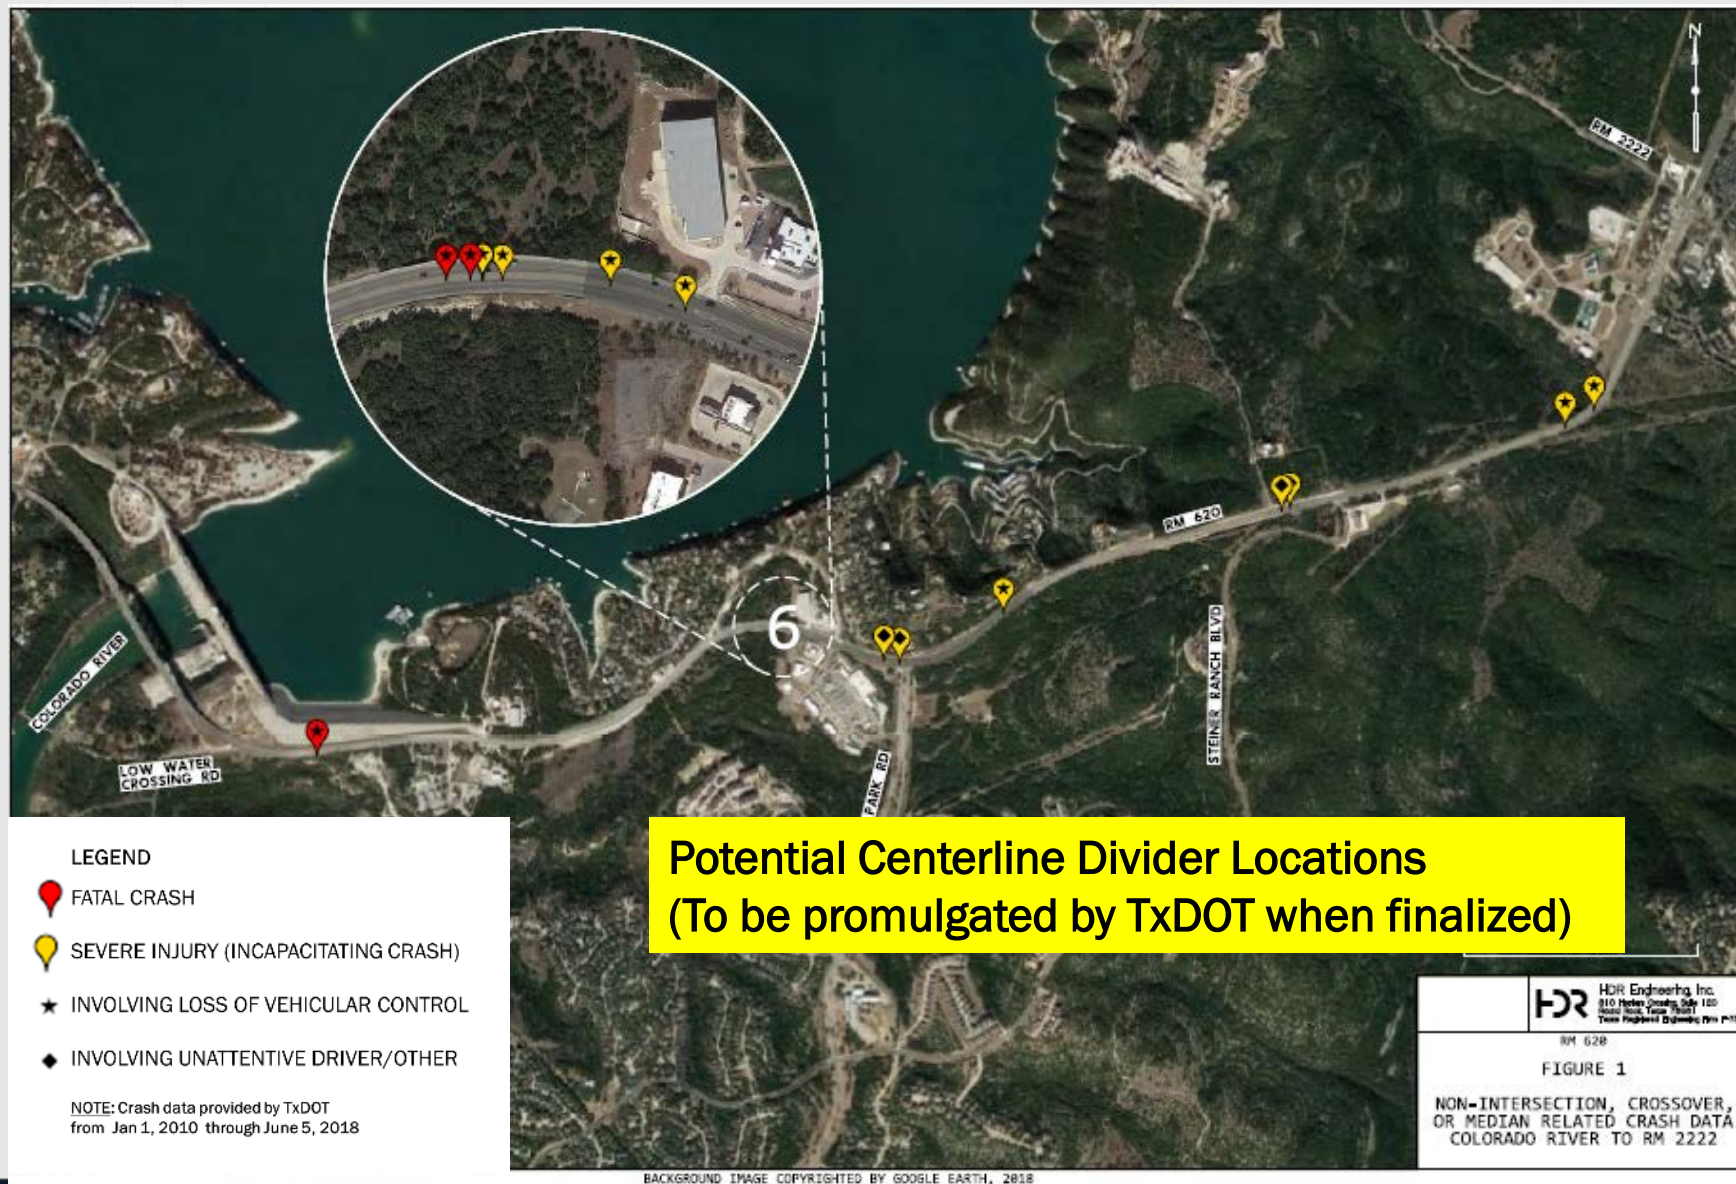 N
RM 2222
RM 620
6
COLORADO RIVER
STEINER RANCH BLVD
LOW WATER
CROSSING RD
PARK RD
Potential Centerline Divider Locations
(To be promulgated by TxDOT when finalized)
LEGEND
FATAL CRASH
SEVERE INJURY (INCAPACITATING CRASH)
INVOLVING LOSS OF VEHICULAR CONTROL
INVOLVING UNATTENTIVE DRIVER/OTHER
NOTE: Crash data provided by TxDOT
from Jan 1, 2010 through June 5, 2018
HDR
HDR Engineering, Inc.
RM 620
FIGURE 1
NON-INTERSECTION, CROSSOVER,
OR MEDIAN RELATED CRASH DATA
COLORADO RIVER TO RM 2222
BACKGROUND IMAGE COPYRIGHTED BY GOOGLE EARTH, 2018